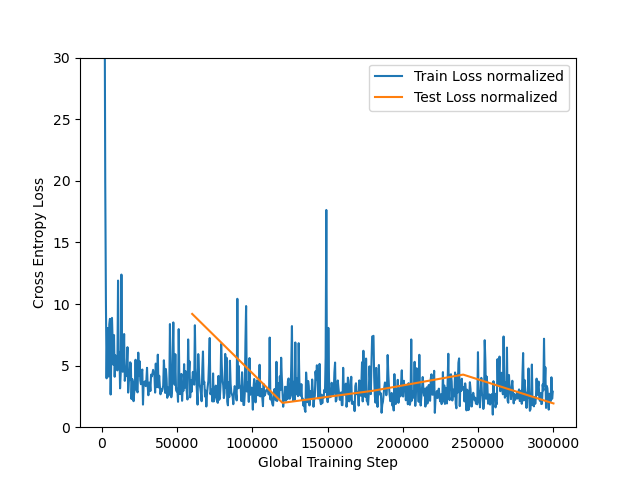 30
25
20
15
10
5
0
Cross Entropy Loss
Train Loss normalized
Test Loss normalized
0 50000 100000 150000 200000 250000 300000
Global Training Step